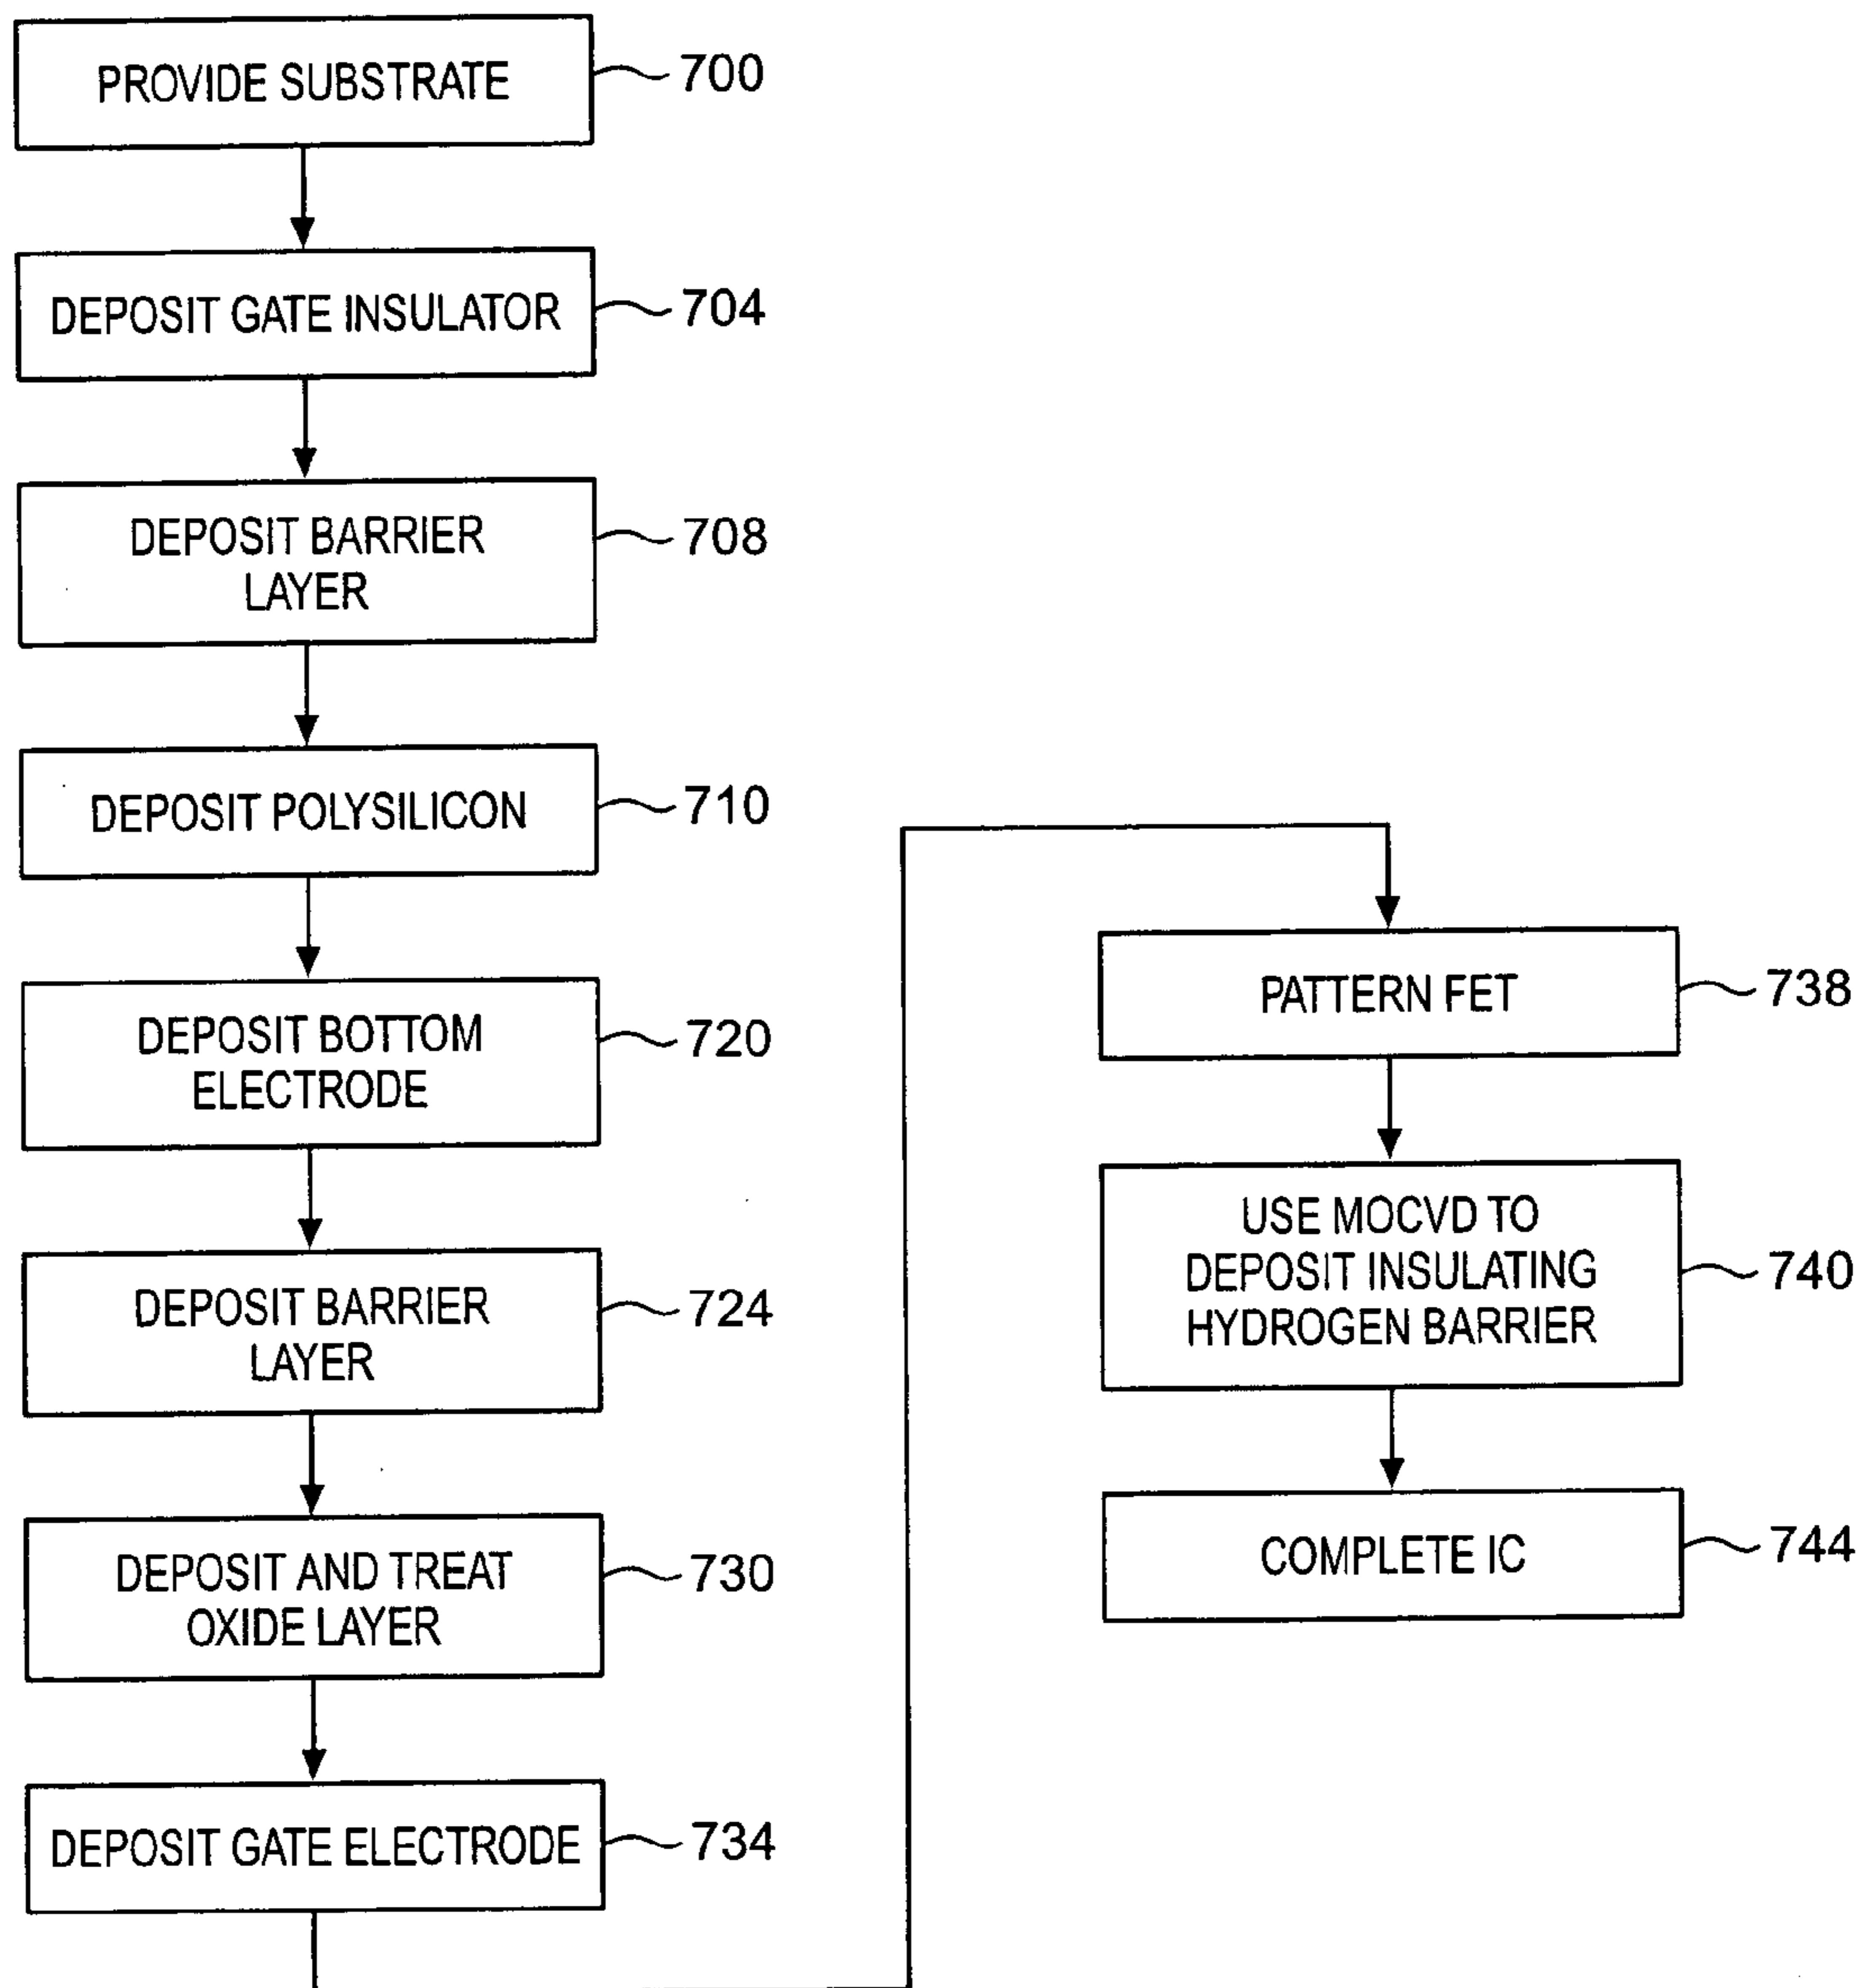 PROVIDE SUBSTRATE
700
DEPOSIT GATE INSULATOR
704
DEPOSIT BARRIER
LAYER
708
DEPOSIT POLYSILICON
710
DEPOSIT BOTTOM
ELECTRODE
720
DEPOSIT BARRIER
LAYER
724
DEPOSIT AND TREAT
OXIDE LAYER
730
DEPOSIT GATE ELECTRODE
734
PATTERN FET
738
USE MOCVD TO
DEPOSIT INSULATING
HYDROGEN BARRIER
740
COMPLETE IC
744